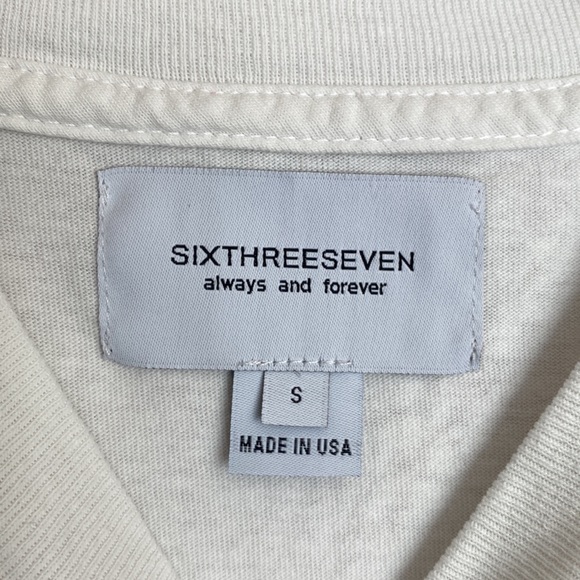 SIXTHREESEVEN
always and forever
S
MADE IN USA